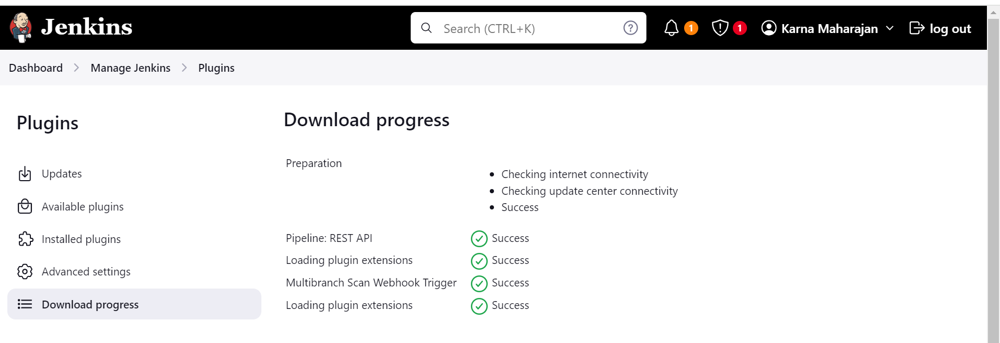 Jenkins
Search (CTRL+K)
?
1
1
Karna Maharajan
log out
Dashboard
Manage Jenkins
Plugins
Plugins
Updates
Available plugins
Installed plugins
Advanced settings
Download progress
Download progress
Preparation
Checking internet connectivity
Checking update center connectivity
Success
Pipeline: REST API Success
Loading plugin extensions Success
Multibranch Scan Webhook Trigger Success
Loading plugin extensions Success